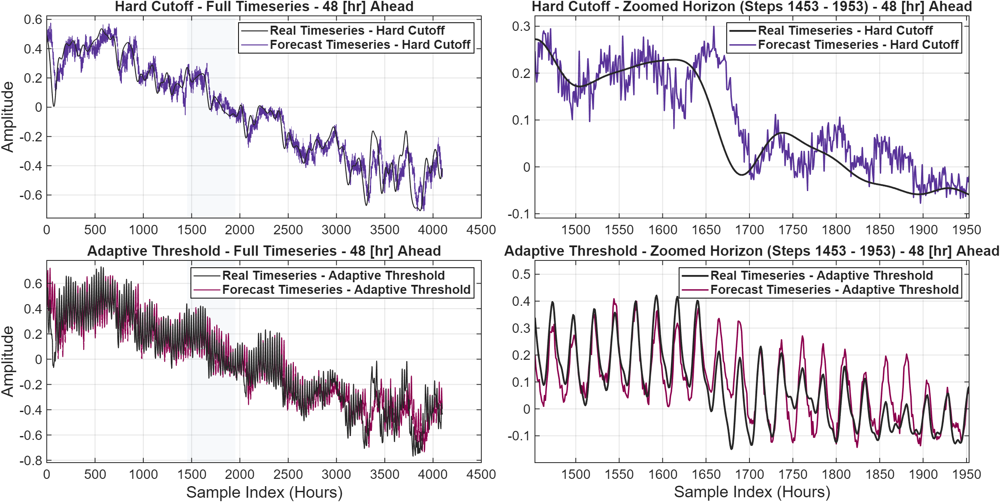 Hard Cutoff - Full Timeseries - 48 [hr] Ahead
Real Timeseries - Hard Cutoff
Forecast Timeseries - Hard Cutoff
Amplitude
0.6
0.4
0.2
0
-0.2
-0.4
-0.6
0 500 1000 1500 2000 2500 3000 3500 4000 4500
Hard Cutoff - Zoomed Horizon (Steps 1453 - 1953) - 48 [hr] Ahead
Real Timeseries - Hard Cutoff
Forecast Timeseries - Hard Cutoff
0.3
0.2
0.1
0
-0.1
1500 1550 1600 1650 1700 1750 1800 1850 1900 1950
Adaptive Threshold - Full Timeseries - 48 [hr] Ahead
Real Timeseries - Adaptive Threshold
Forecast Timeseries - Adaptive Threshold
Amplitude
0.6
0.4
0.2
0
-0.2
-0.4
-0.6
-0.8
0 500 1000 1500 2000 2500 3000 3500 4000 4500
Sample Index (Hours)
Adaptive Threshold - Zoomed Horizon (Steps 1453 - 1953) - 48 [hr] Ahead
Real Timeseries - Adaptive Threshold
Forecast Timeseries - Adaptive Threshold
0.5
0.4
0.3
0.2
0.1
0
-0.1
1500 1550 1600 1650 1700 1750 1800 1850 1900 1950
Sample Index (Hours)